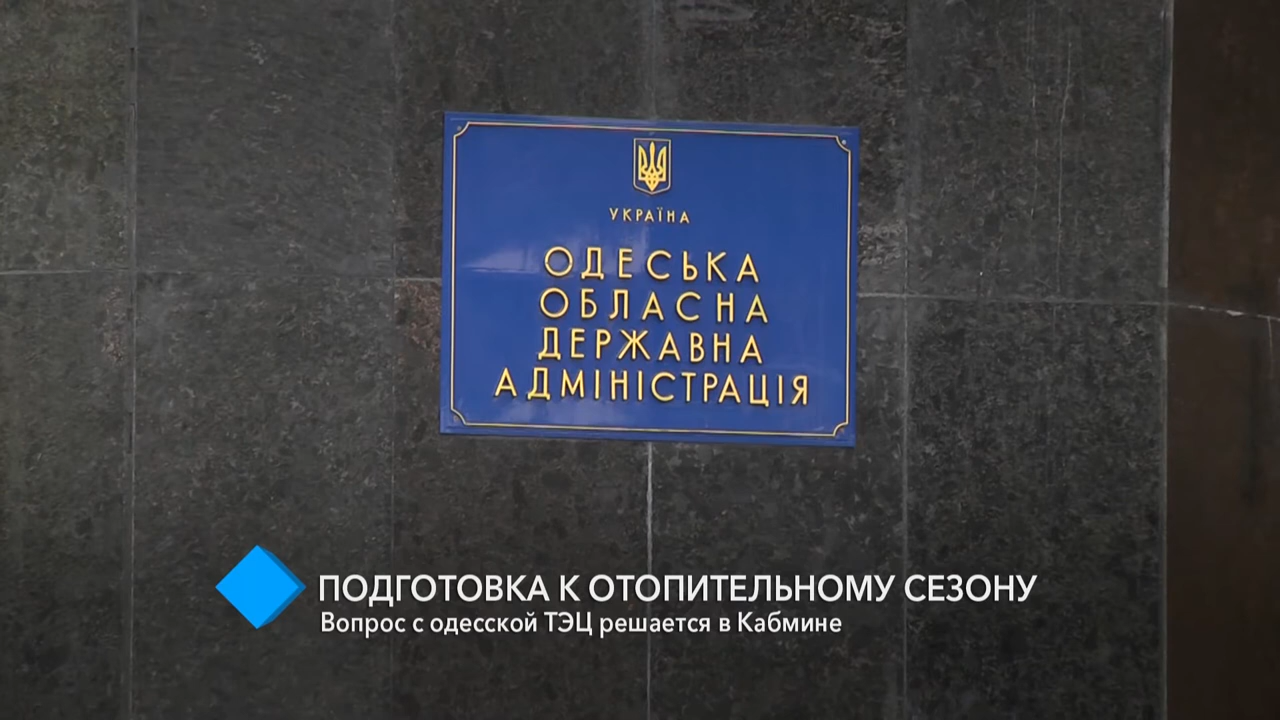 УКРАЇНА
ОДЕСЬКА
ОБЛАСНА
ДЕРЖАВНА
АДМІНІСТРАЦІЯ
ПОДГОТОВКА К ОТОПИТЕЛЬНОМУ СЕЗОНУ
Вопрос с одесской ТЭЦ решается в Кабмине